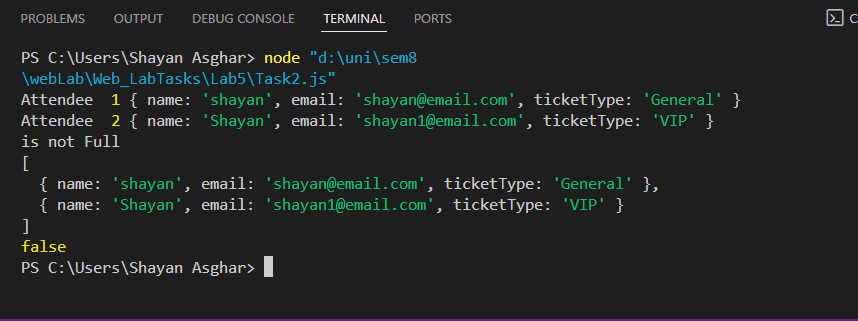 PROBLEMS OUTPUT DEBUG CONSOLE TERMINAL PORTS C
PS C:\Users\Shayan Asghar> node "d:\uni\sem8
\webLab\Web_LabTasks\Lab5\Task2.js"
Attendee  1 { name: 'shayan', email: 'shayan@email.com', ticketType: 'General' }
Attendee  2 { name: 'Shayan', email: 'shayan1@email.com', ticketType: 'VIP' }
is not Full
[
  { name: 'shayan', email: 'shayan@email.com', ticketType: 'General' },
  { name: 'Shayan', email: 'shayan1@email.com', ticketType: 'VIP' }
]
false
PS C:\Users\Shayan Asghar>